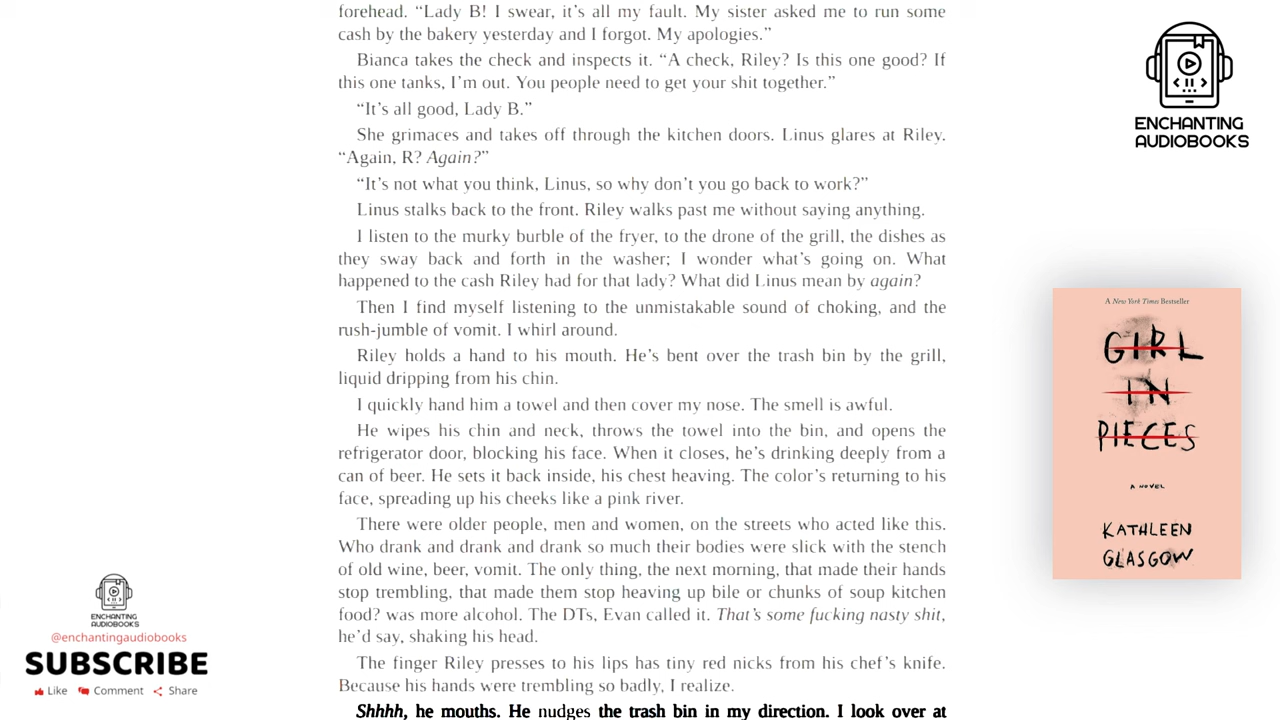 forehead. “Lady B! I swear, it’s all my fault. My sister asked me to run some
cash by the bakery yesterday and I forgot. My apologies.”
Bianca takes the check and inspects it. “A check, Riley? Is this one good? If
this one tanks, I’m out. You people need to get your shit together.”
“It’s all good, Lady B.”
She grimaces and takes off through the kitchen doors. Linus glares at Riley.
“Again, R? Again?”
“It’s not what you think, Linus, so why don’t you go back to work?”
Linus stalks back to the front. Riley walks past me without saying anything.
I listen to the murky burble of the fryer, to the drone of the grill, the dishes as
they sway back and forth in the washer; I wonder what’s going on. What
happened to the cash Riley had for that lady? What did Linus mean by again?
Then I find myself listening to the unmistakable sound of choking, and the
rush-jumble of vomit. I whirl around.
Riley holds a hand to his mouth. He’s bent over the trash bin by the grill,
liquid dripping from his chin.
I quickly hand him a towel and then cover my nose. The smell is awful.
He wipes his chin and neck, throws the towel into the bin, and opens the
refrigerator door, blocking his face. When it closes, he’s drinking deeply from a
can of beer. He sets it back inside, his chest heaving. The color’s returning to his
face, spreading up his cheeks like a pink river.
There were older people, men and women, on the streets who acted like this.
Who drank and drank and drank so much their bodies were slick with the stench
of old wine, beer, vomit. The only thing, the next morning, that made their hands
stop trembling, that made them stop heaving up bile or chunks of soup kitchen
food? was more alcohol. The DTs, Evan called it. That’s some fucking nasty shit,
he’d say, shaking his head.
The finger Riley presses to his lips has tiny red nicks from his chef’s knife.
Because his hands were trembling so badly, I realize.
Shhhh, he mouths. He nudges the trash bin in my direction. I look over at
ENCHANTING
AUDIOBOOKS
A New York Times Bestseller
GIRL
IN
PIECES
A NOVEL
KATHLEEN
GLASGOW
ENCHANTING
AUDIOBOOKS
@enchantingaudiobooks
SUBSCRIBE
Like Comment Share